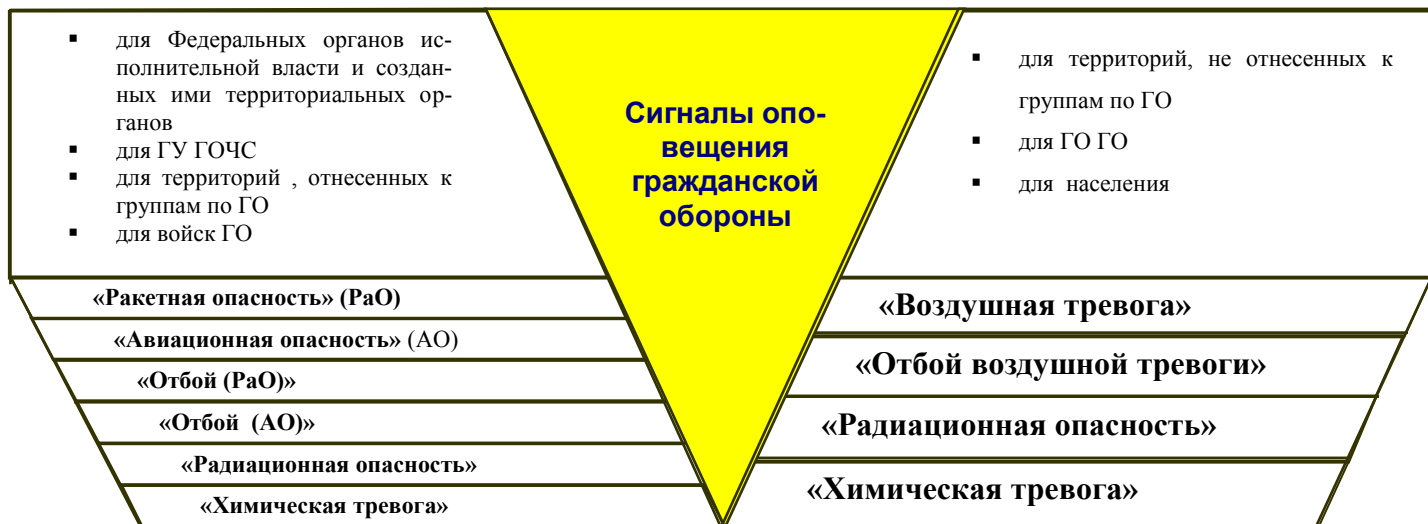 для Федеральных органов ис-
полнительной власти и создан-
ных ими территориальных ор-
ганов
для ГУ ГОЧС
для территорий , отнесенных к
группам по ГО
для войск ГО
Сигналы опо-
вещения
гражданской
обороны
для территорий, не отнесенных к
группам по ГО
для ГО ГО
для населения
«Ракетная опасность» (РаО)
«Авиационная опасность» (АО)
«Отбой (РаО)»
«Отбой (АО)»
«Радиационная опасность»
«Химическая тревога»
«Воздушная тревога»
«Отбой воздушной тревоги»
«Радиационная опасность»
«Химическая тревога»